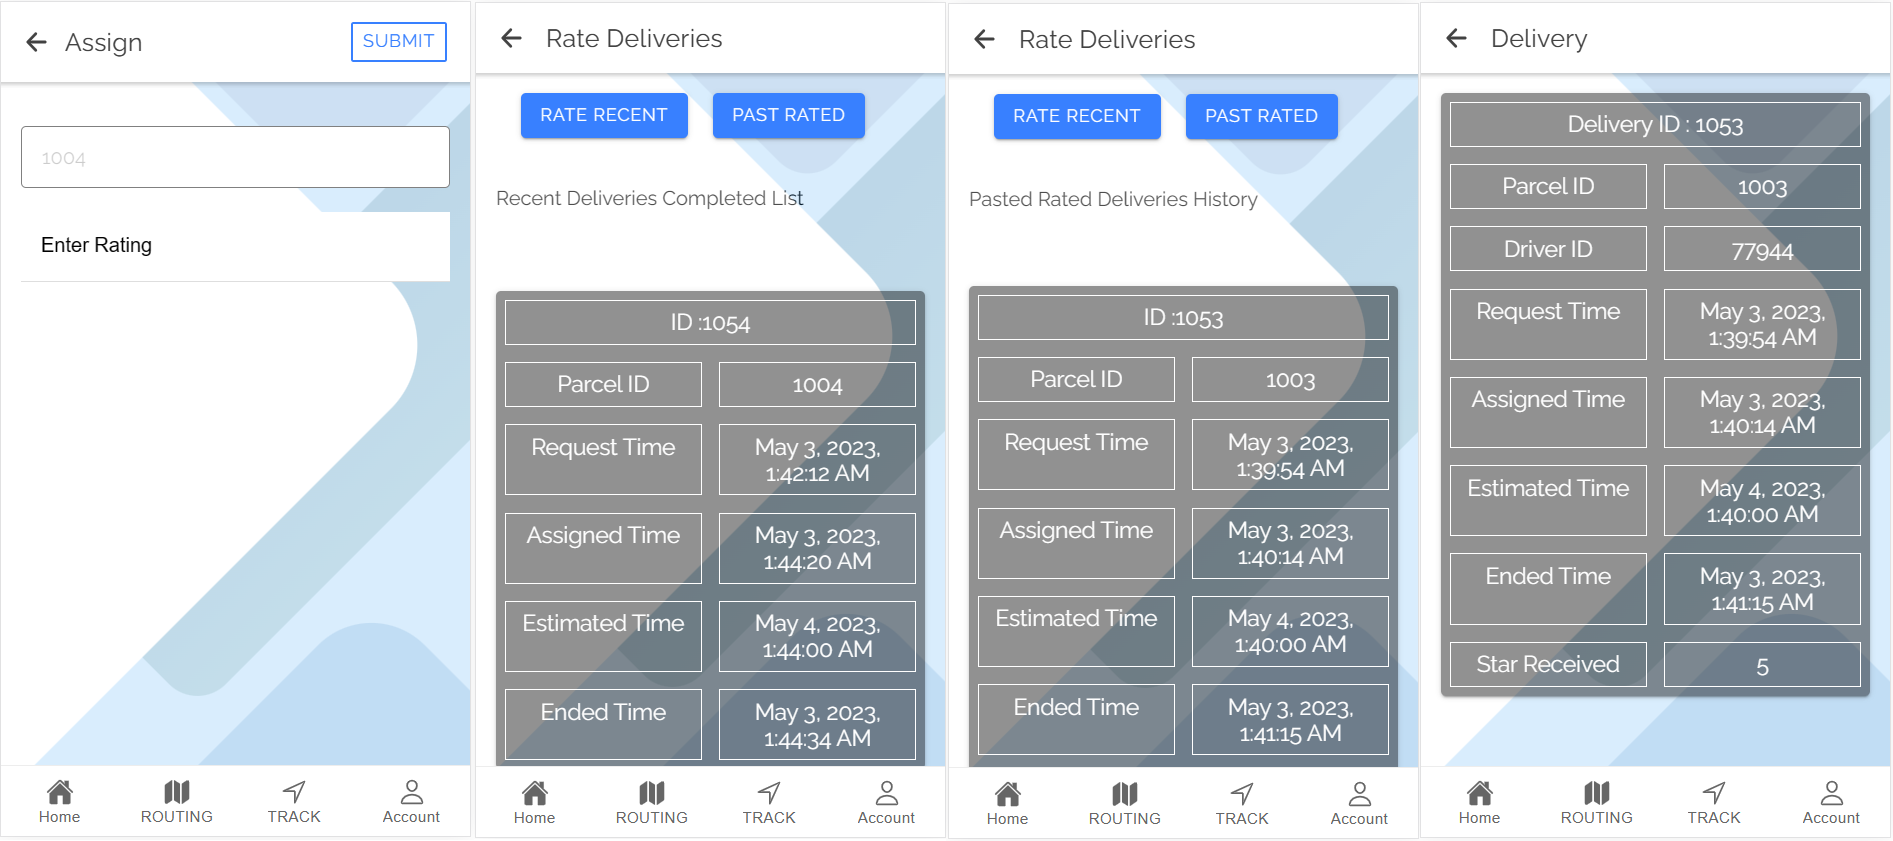 Assign
SUBMIT
1004
Enter Rating
Home
ROUTING
TRACK
Account
Rate Deliveries
RATE RECENT
PAST RATED
Recent Deliveries Completed List
ID :1054
Parcel ID
1004
Request Time
May 3, 2023,
1:42:12 AM
Assigned Time
May 3, 2023,
1:44:20 AM
Estimated Time
May 4, 2023,
1:44:00 AM
Ended Time
May 3, 2023,
1:44:34 AM
Home
ROUTING
TRACK
Account
Rate Deliveries
RATE RECENT
PAST RATED
Pasted Rated Deliveries History
ID :1053
Parcel ID
1003
Request Time
May 3, 2023,
1:39:54 AM
Assigned Time
May 3, 2023,
1:40:14 AM
Estimated Time
May 4, 2023,
1:40:00 AM
Ended Time
May 3, 2023,
1:41:15 AM
Home
ROUTING
TRACK
Account
Delivery
Delivery ID : 1053
Parcel ID
1003
Driver ID
77944
Request Time
May 3, 2023,
1:39:54 AM
Assigned Time
May 3, 2023,
1:40:14 AM
Estimated Time
May 4, 2023,
1:40:00 AM
Ended Time
May 3, 2023,
1:41:15 AM
Star Received
5
Home
ROUTING
TRACK
Account